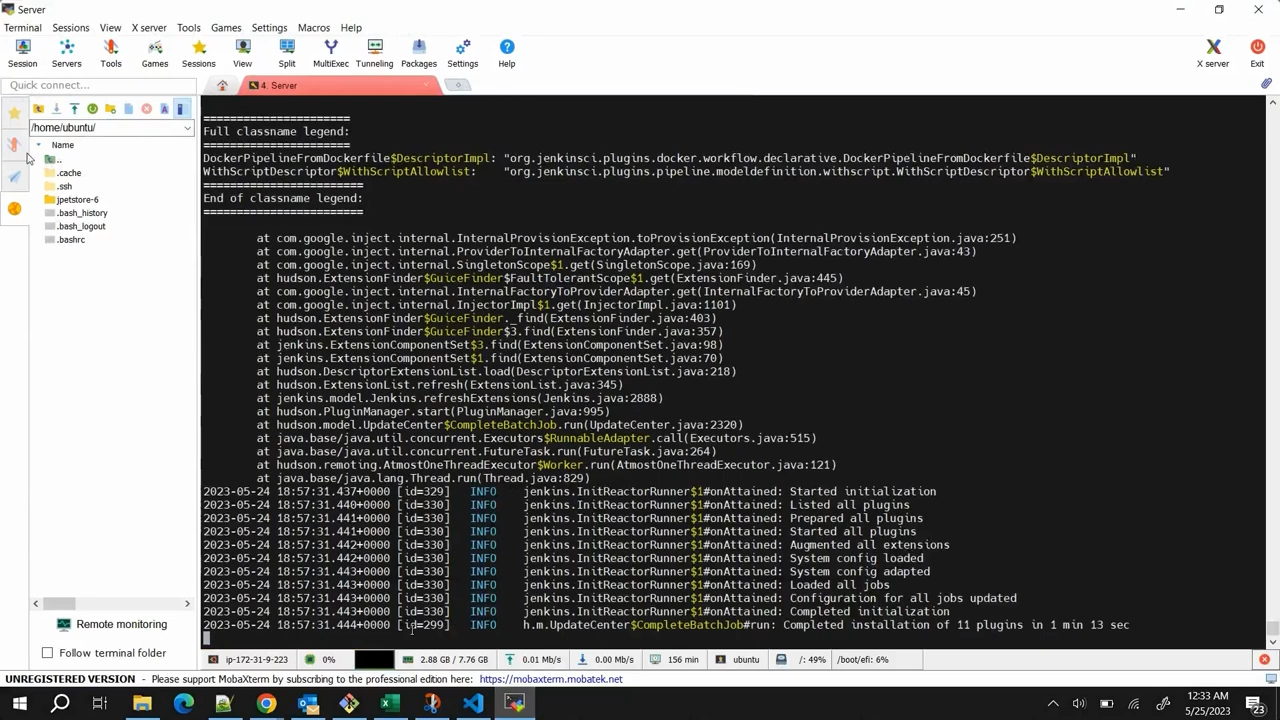 Server
Terminal Sessions View X server Tools Games Settings Macros Help
Session Servers Tools Games Sessions View Split MultiExec Tunneling Packages Settings Help X server Exit
Quick connect...
4. Server
/home/ubuntu/
Name
..
.cache
.ssh
jpetstore-6
.bash_history
.bash_logout
.bashrc
======================
Full classname legend:
DockerPipelineFromDockerfile$DescriptorImpl: "org.jenkinsci.plugins.docker.workflow.declarative.DockerPipelineFromDockerfile$DescriptorImpl"
WithScriptDescriptor$WithScriptAllowlist: "org.jenkinsci.plugins.pipeline.modeldefinition.withscript.WithScriptDescriptor$WithScriptAllowlist"
========================
End of classname legend:
========================
at com.google.inject.internal.InternalProvisionException.toProvisionException(InternalProvisionException.java:251)
at com.google.inject.internal.ProviderToInternalFactoryAdapter.get(ProviderToInternalFactoryAdapter.java:43)
at com.google.inject.internal.SingletonScope$1.get(SingletonScope.java:169)
at hudson.ExtensionFinder$GuiceFinder$FaultTolerantScope$1.get(ExtensionFinder.java:445)
at com.google.inject.internal.InternalFactoryToProviderAdapter.get(InternalFactoryToProviderAdapter.java:45)
at com.google.inject.internal.InjectorImpl$1.get(InjectorImpl.java:1101)
at hudson.ExtensionFinder$GuiceFinder._find(ExtensionFinder.java:403)
at hudson.ExtensionFinder$GuiceFinder$3.find(ExtensionFinder.java:357)
at jenkins.ExtensionComponentSet$3.find(ExtensionComponentSet.java:98)
at jenkins.ExtensionComponentSet$1.find(ExtensionComponentSet.java:70)
at hudson.DescriptorExtensionList.load(DescriptorExtensionList.java:218)
at hudson.ExtensionList.refresh(ExtensionList.java:345)
at jenkins.model.Jenkins.refreshExtensions(Jenkins.java:2888)
at hudson.PluginManager.start(PluginManager.java:995)
at hudson.model.UpdateCenter$CompleteBatchJob.run(UpdateCenter.java:2320)
at java.base/java.util.concurrent.Executors$RunnableAdapter.call(Executors.java:515)
at java.base/java.util.concurrent.FutureTask.run(FutureTask.java:264)
at hudson.remoting.AtmostOneThreadExecutor$Worker.run(AtmostOneThreadExecutor.java:121)
at java.base/java.lang.Thread.run(Thread.java:829)
2023-05-24 18:57:31.437+0000 [id=329] INFO jenkins.InitReactorRunner$1#onAttained: Started initialization
2023-05-24 18:57:31.440+0000 [id=330] INFO jenkins.InitReactorRunner$1#onAttained: Listed all plugins
2023-05-24 18:57:31.441+0000 [id=330] INFO jenkins.InitReactorRunner$1#onAttained: Prepared all plugins
2023-05-24 18:57:31.441+0000 [id=330] INFO jenkins.InitReactorRunner$1#onAttained: Started all plugins
2023-05-24 18:57:31.442+0000 [id=330] INFO jenkins.InitReactorRunner$1#onAttained: Augmented all extensions
2023-05-24 18:57:31.442+0000 [id=330] INFO jenkins.InitReactorRunner$1#onAttained: System config loaded
2023-05-24 18:57:31.442+0000 [id=330] INFO jenkins.InitReactorRunner$1#onAttained: System config adapted
2023-05-24 18:57:31.443+0000 [id=330] INFO jenkins.InitReactorRunner$1#onAttained: Loaded all jobs
2023-05-24 18:57:31.443+0000 [id=330] INFO jenkins.InitReactorRunner$1#onAttained: Configuration for all jobs updated
2023-05-24 18:57:31.443+0000 [id=330] INFO jenkins.InitReactorRunner$1#onAttained: Completed initialization
2023-05-24 18:57:31.444+0000 [id=299] INFO h.m.UpdateCenter$CompleteBatchJob#run: Completed installation of 11 plugins in 1 min 13 sec
Remote monitoring
Follow terminal folder
ip-172-31-9-223 0% 2.88 GB / 7.76 GB 0.01 Mb/s 0.00 Mb/s 156 min ubuntu /: 49% /boot/efi: 6%
UNREGISTERED VERSION - Please support MobaXterm by subscribing to the professional edition here: https://mobaxterm.mobatek.net
12:33 AM
5/25/2023
23